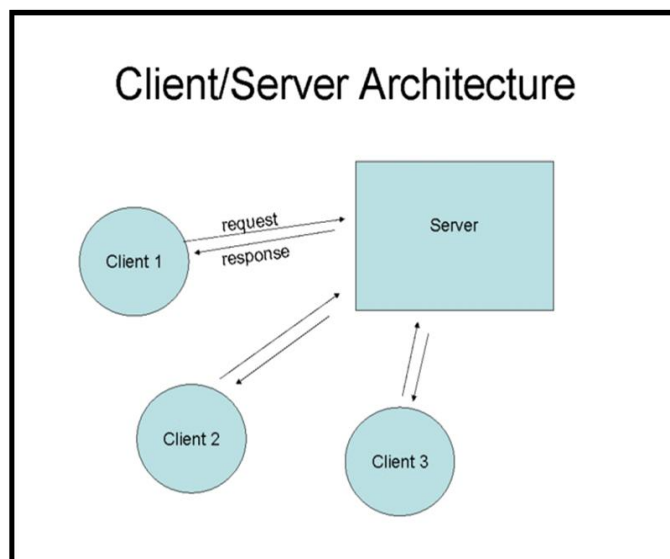 Client/Server Architecture
request
Server
Client 1
response
Client 2
Client 3